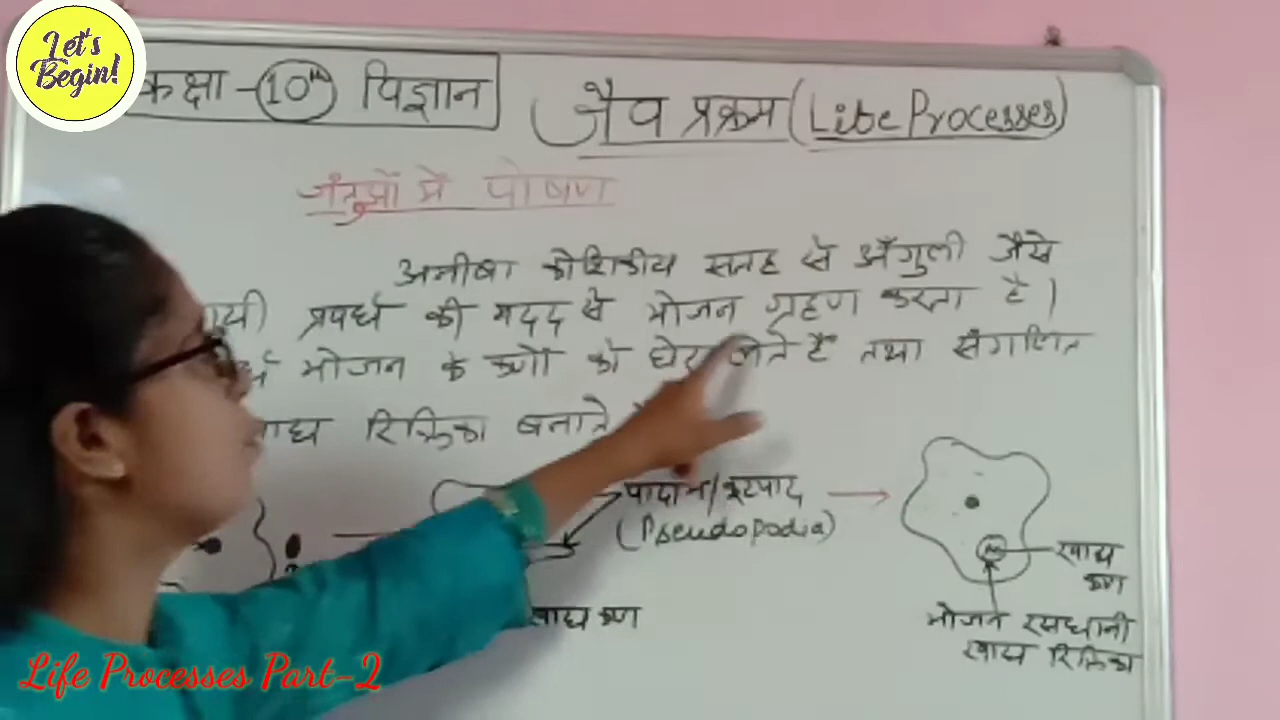 Let's
Begin!
कक्षा - 10th विज्ञान
जैव प्रक्रम (Life Processes)
जंतुओं में पोषण
अमीबा कोशिकीय सतह से अँगुली जैसे
प्रवर्ध की मदद से भोजन ग्रहण करता है।
भोजन के कणों को घेर लेते हैं तथा संगलित
रिक्तिका बनाते
पादाभ/कूटपाद
(Pseudopodia)
खाद्य कण
खाद्य
कण
भोजन रसधानी
खाद्य रिक्तिका
Life Processes Part-2